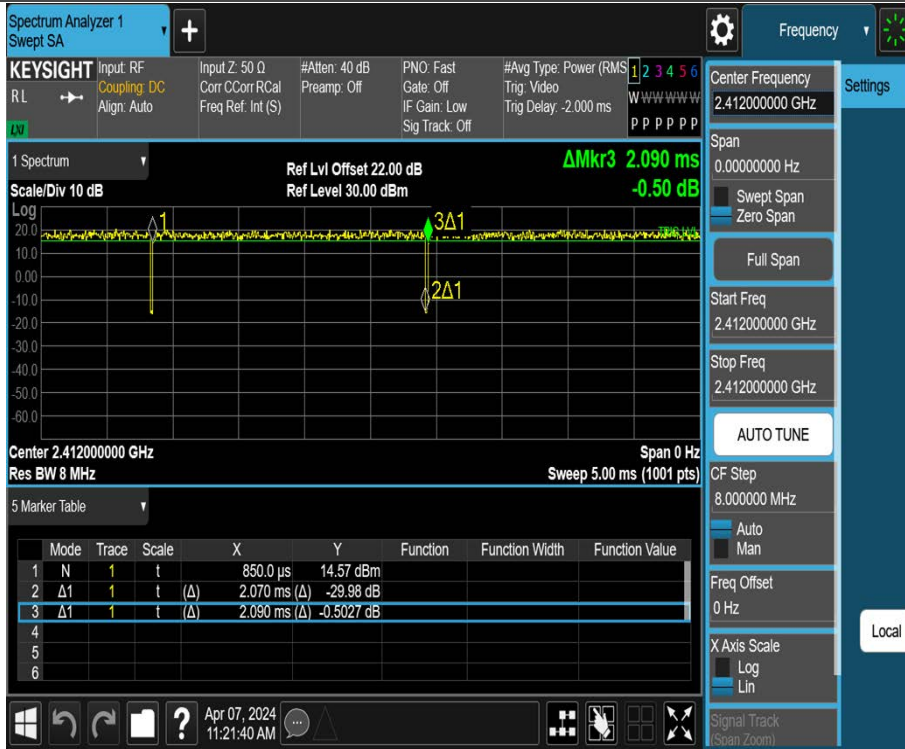 Spectrum Analyzer 1
Swept SA
Frequency
KEYSIGHT
RL
LXI
Input: RF
Coupling: DC
Align: Auto
Input Z: 50 Ω
Corr CCorr RCal
Freq Ref: Int (S)
#Atten: 40 dB
Preamp: Off
PNO: Fast
Gate: Off
IF Gain: Low
Sig Track: Off
#Avg Type: Power (RMS
Trig: Video
Trig Delay: -2.000 ms
1 2 3 4 5 6
W W W W W W
P P P P P P
1 Spectrum
Scale/Div 10 dB
Ref Lvl Offset 22.00 dB
Ref Level 30.00 dBm
ΔMkr3 2.090 ms
-0.50 dB
Log
20.0
10.0
0.00
-10.0
-20.0
-30.0
-40.0
-50.0
-60.0
1
3Δ1
2Δ1
TRIG LVL
Center 2.412000000 GHz
Res BW 8 MHz
Span 0 Hz
Sweep 5.00 ms (1001 pts)
5 Marker Table
Mode Trace Scale X Y Function Function Width Function Value
1 N 1 t 850.0 µs 14.57 dBm
2 Δ1 1 t (Δ) 2.070 ms (Δ) -29.98 dB
3 Δ1 1 t (Δ) 2.090 ms (Δ) -0.5027 dB
4
5
6
?
Apr 07, 2024
11:21:40 AM
Center Frequency
2.412000000 GHz
Span
0.00000000 Hz
Swept Span
Zero Span
Full Span
Start Freq
2.412000000 GHz
Stop Freq
2.412000000 GHz
AUTO TUNE
CF Step
8.000000 MHz
Auto
Man
Freq Offset
0 Hz
X Axis Scale
Log
Lin
Signal Track
(Span Zoom)
Settings
Local